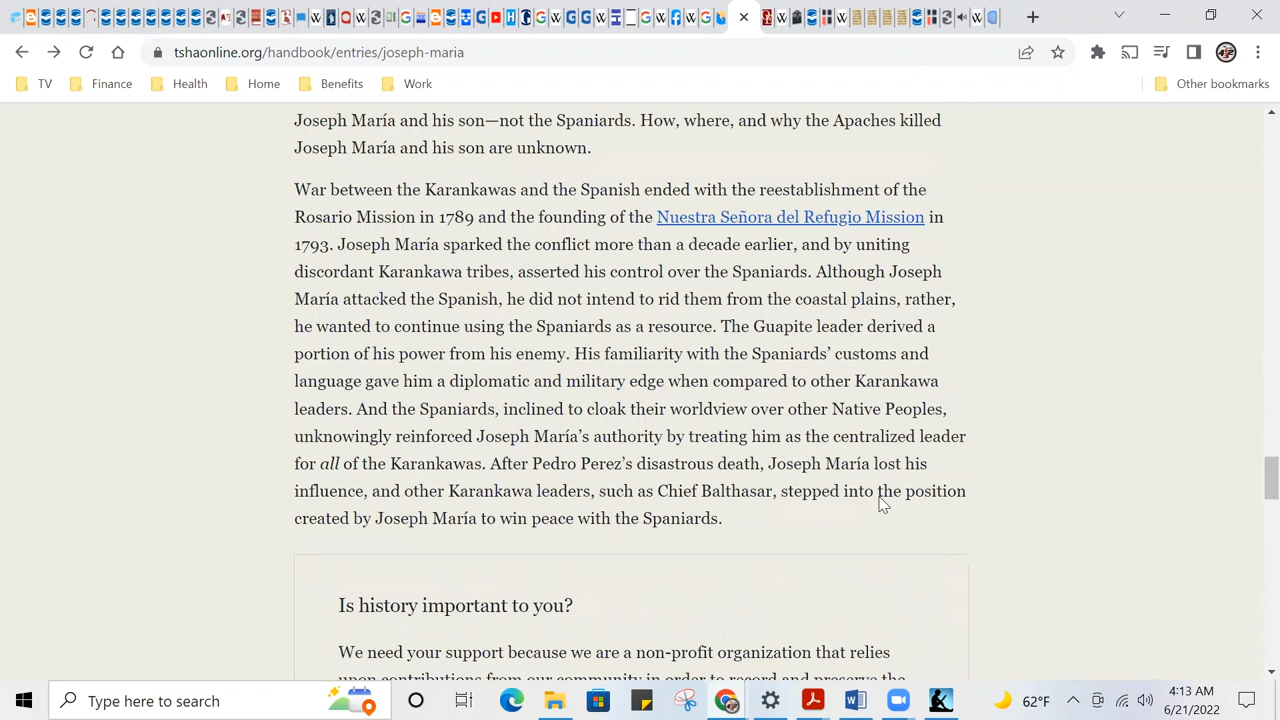 tshaonline.org/handbook/entries/joseph-maria
TV Finance Health Home Benefits Work Other bookmarks
Joseph María and his son—not the Spaniards. How, where, and why the Apaches killed
Joseph María and his son are unknown.
War between the Karankawas and the Spanish ended with the reestablishment of the
Rosario Mission in 1789 and the founding of the Nuestra Señora del Refugio Mission in
1793. Joseph María sparked the conflict more than a decade earlier, and by uniting
discordant Karankawa tribes, asserted his control over the Spaniards. Although Joseph
María attacked the Spanish, he did not intend to rid them from the coastal plains, rather,
he wanted to continue using the Spaniards as a resource. The Guapite leader derived a
portion of his power from his enemy. His familiarity with the Spaniards’ customs and
language gave him a diplomatic and military edge when compared to other Karankawa
leaders. And the Spaniards, inclined to cloak their worldview over other Native Peoples,
unknowingly reinforced Joseph María’s authority by treating him as the centralized leader
for all of the Karankawas. After Pedro Perez’s disastrous death, Joseph María lost his
influence, and other Karankawa leaders, such as Chief Balthasar, stepped into the position
created by Joseph María to win peace with the Spaniards.
Is history important to you?
We need your support because we are a non-profit organization that relies
upon contributions from our community in order to record and preserve the
Type here to search
62°F
4:13 AM
6/21/2022